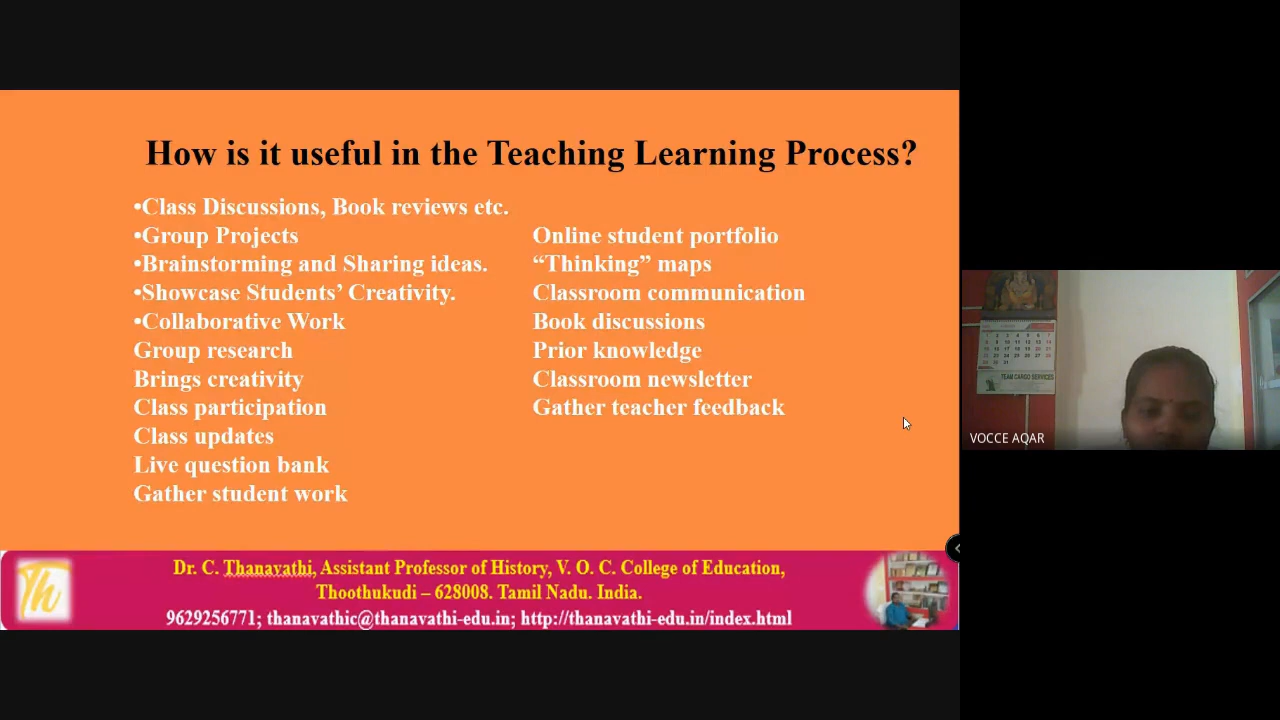 How is it useful in the Teaching Learning Process?
•Class Discussions, Book reviews etc.
•Group Projects
•Brainstorming and Sharing ideas.
•Showcase Students’ Creativity.
•Collaborative Work
Group research
Brings creativity
Class participation
Class updates
Live question bank
Gather student work
Online student portfolio
“Thinking” maps
Classroom communication
Book discussions
Prior knowledge
Classroom newsletter
Gather teacher feedback
Th
Dr. C. Thanavathi, Assistant Professor of History, V. O. C. College of Education,
Thoothukudi – 628008. Tamil Nadu. India.
9629256771; thanavathic@thanavathi-edu.in; http://thanavathi-edu.in/index.html
TEAM CARGO SERVICES
VOCCE AQAR